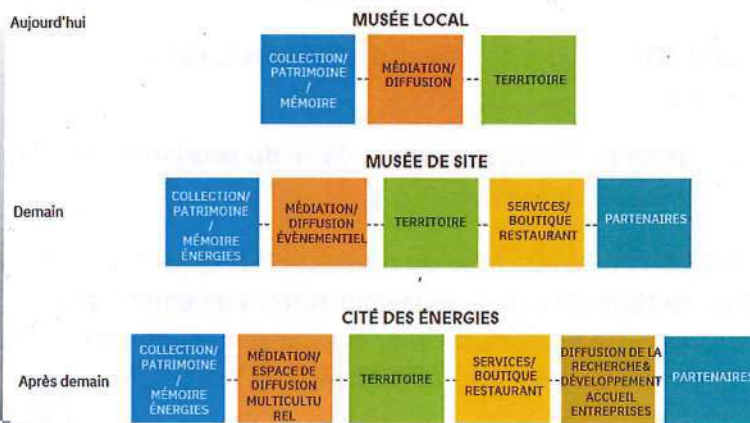 Aujourd'hui
MUSÉE LOCAL
COLLECTION/
PATRIMOINE
/
MÉMOIRE
MÉDIATION/
DIFFUSION
TERRITOIRE
MUSÉE DE SITE
Demain
COLLECTION/
PATRIMOINE
/
MÉMOIRE
ÉNERGIES
MÉDIATION/
DIFFUSION
ÉVÈNEMENTIEL
TERRITOIRE
SERVICES/
BOUTIQUE
RESTAURANT
PARTENAIRES
CITÉ DES ÉNERGIES
Après demain
COLLECTION/
PATRIMOINE
/
MÉMOIRE
ÉNERGIES
MÉDIATION/
ESPACE DE
DIFFUSION
MULTICULTU
REL
TERRITOIRE
SERVICES/
BOUTIQUE
RESTAURANT
DIFFUSION DE LA
RECHERCHE&
DÉVELOPPEMENT
ACCUEIL
ENTREPRISES
PARTENAIRES